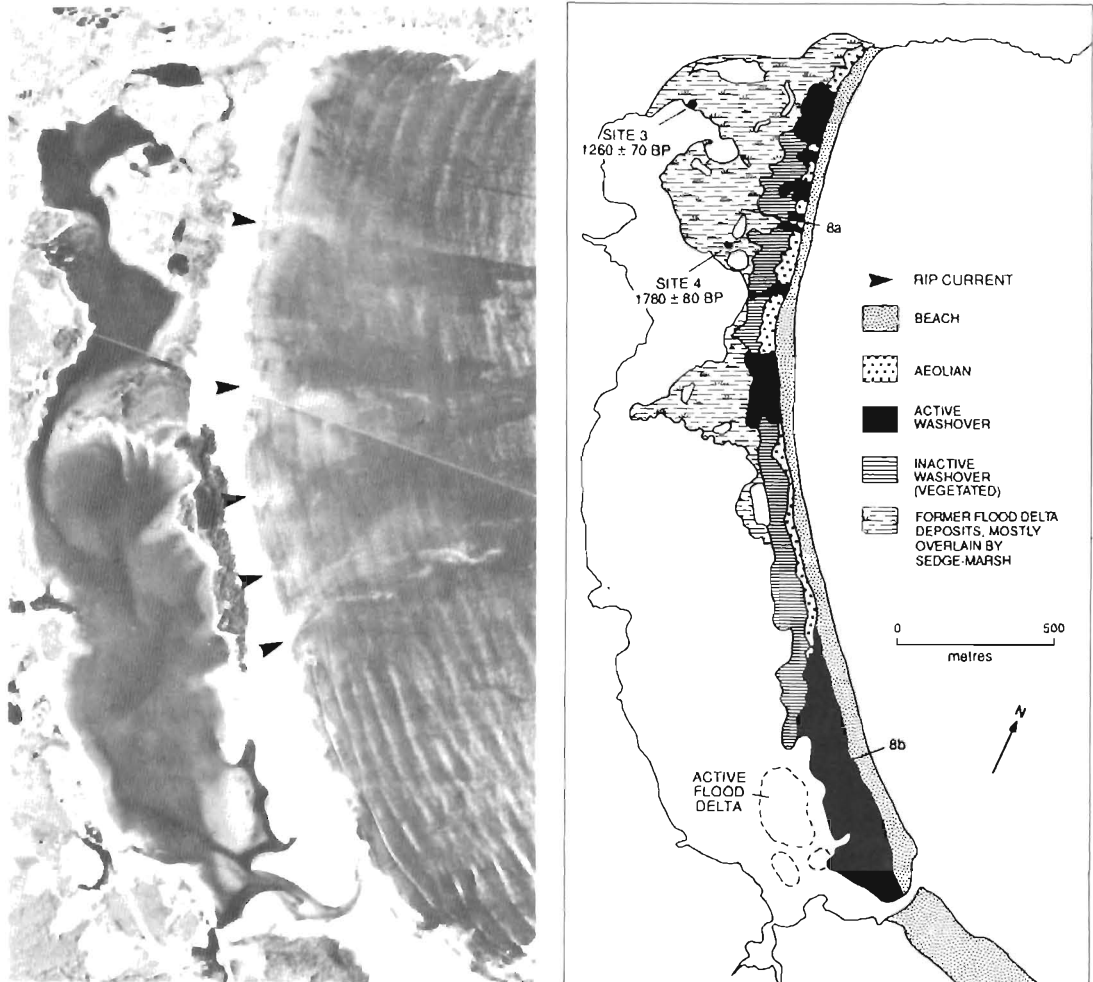 SITE 3
1260 ± 70 BP
8a
SITE 4
1780 ± 80 BP
RIP CURRENT
BEACH
AEOLIAN
ACTIVE
WASHOVER
INACTIVE
WASHOVER
(VEGETATED)
FORMER FLOOD DELTA
DEPOSITS, MOSTLY
OVERLAIN BY
SEDGE-MARSH
0 500
metres
N
8b
ACTIVE
FLOOD
DELTA